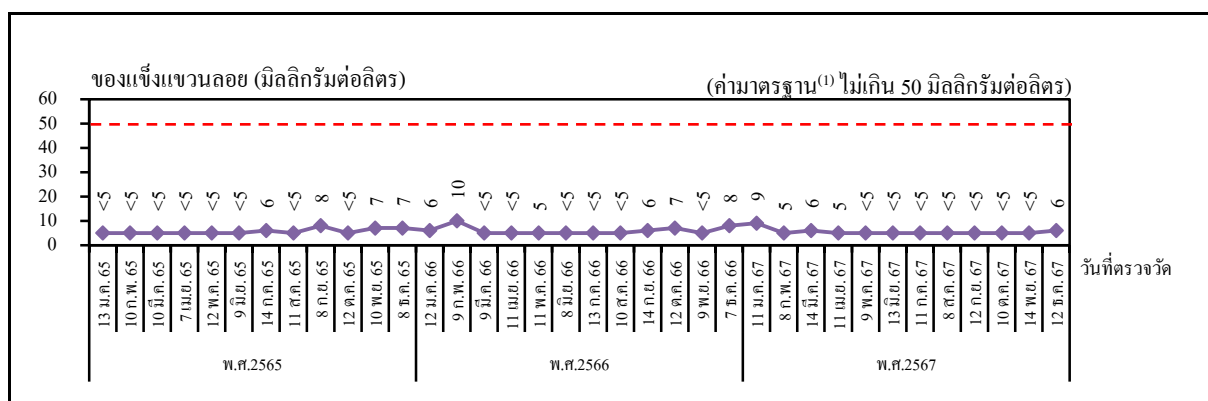 ของแข็งแขวนลอย (มิลลิกรัมต่อลิตร) (ค่ามาตรฐาน⁽¹⁾ ไม่เกิน 50 มิลลิกรัมต่อลิตร)
60
50
40
30
20
10
0
<5 <5 <5 <5 <5 <5 6 <5 8 <5 7 7 6 10 <5 <5 5 <5 <5 <5 6 7 <5 8 9 5 6 5 <5 <5 <5 <5 <5 <5 <5 6
13 ม.ค. 65
10 ก.พ. 65
10 มี.ค. 65
7 เม.ย. 65
12 พ.ค. 65
9 มิ.ย. 65
14 ก.ค. 65
11 ส.ค. 65
8 ก.ย. 65
12 ต.ค. 65
10 พ.ย. 65
8 ธ.ค. 65
12 ม.ค. 66
9 ก.พ. 66
9 มี.ค. 66
11 เม.ย. 66
11 พ.ค. 66
8 มิ.ย. 66
13 ก.ค. 66
10 ส.ค. 66
14 ก.ย. 66
12 ต.ค. 66
9 พ.ย. 66
7 ธ.ค. 66
11 ม.ค. 67
8 ก.พ. 67
14 มี.ค. 67
11 เม.ย. 67
9 พ.ค. 67
13 มิ.ย. 67
11 ก.ค. 67
8 ส.ค. 67
12 ก.ย. 67
10 ต.ค. 67
14 พ.ย. 67
12 ธ.ค. 67
วันที่ตรวจวัด
พ.ศ.2565 พ.ศ.2566 พ.ศ.2567